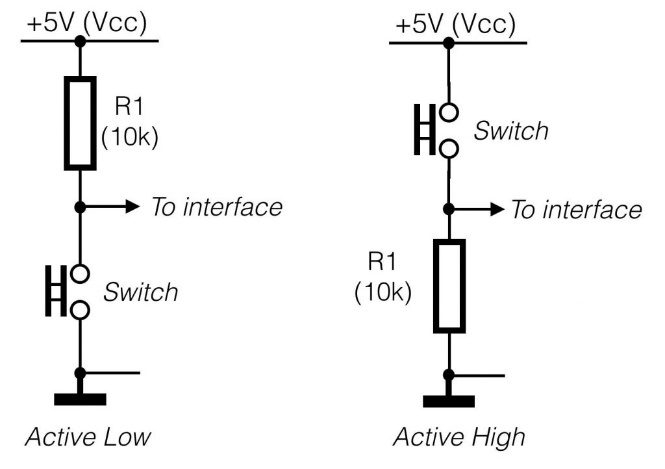 +5V (Vcc)
R1
(10k)
To interface
Switch
Active Low
+5V (Vcc)
Switch
To interface
R1
(10k)
Active High